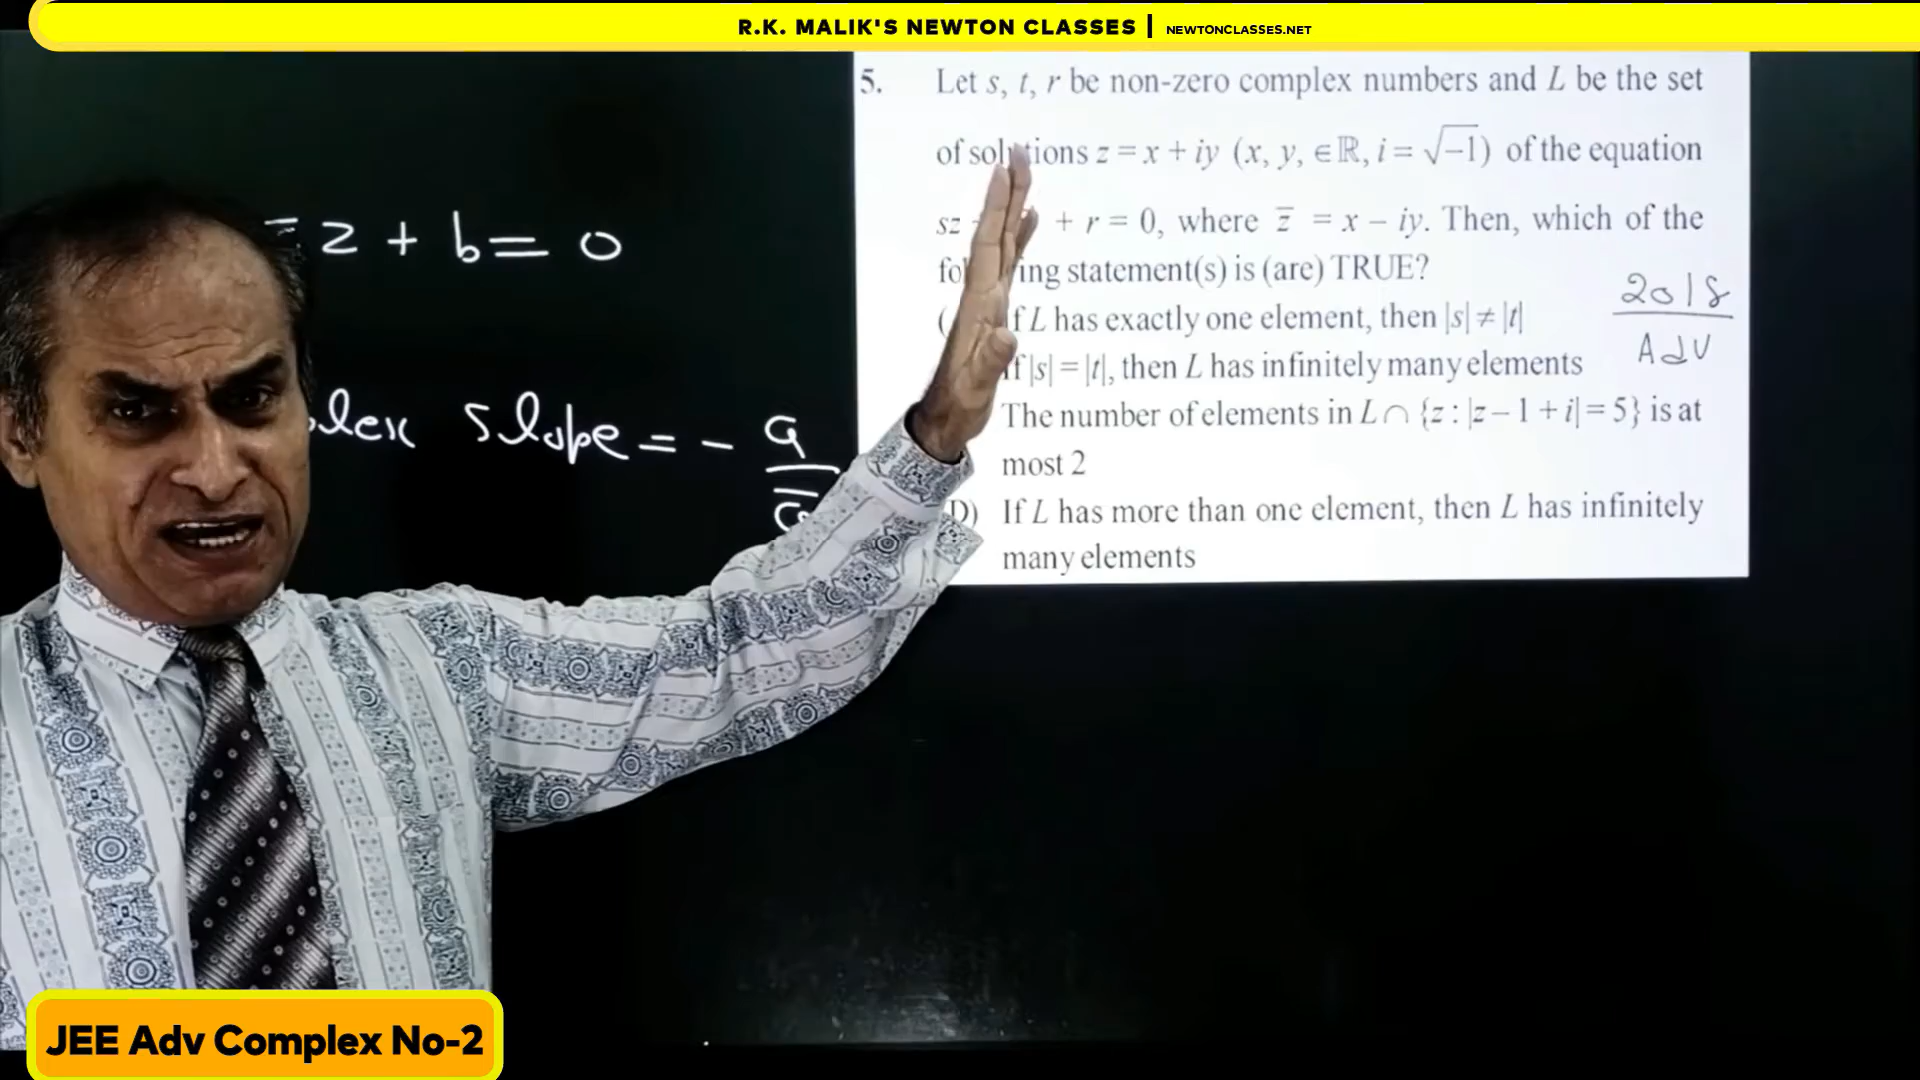 R.K. MALIK'S NEWTON CLASSES | NEWTONCLASSES.NET
5. Let s, t, r be non-zero complex numbers and L be the set
of solutions z = x + iy (x, y, ∈ℝ, i = √−1) of the equation
sz + r = 0, where z̅ = x − iy. Then, which of the
following statement(s) is (are) TRUE?
If L has exactly one element, then |s| ≠ |t|
If |s| = |t|, then L has infinitely many elements
The number of elements in L∩ {z : |z − 1 + i| = 5} is at
most 2
D) If L has more than one element, then L has infinitely
many elements
2018
Adv
z + b = 0
slope = − a
JEE Adv Complex No-2